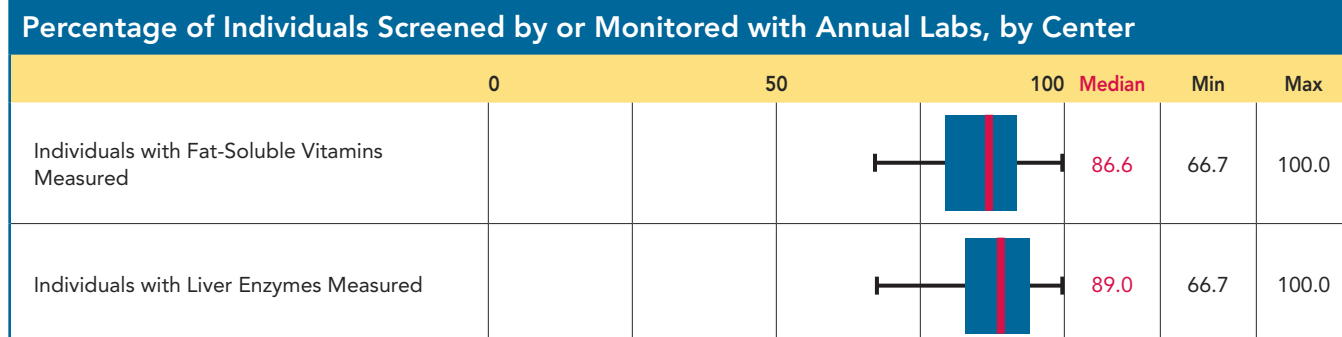 Percentage of Individuals Screened by or Monitored with Annual Labs, by Center
0 50 100 Median Min Max
Individuals with Fat-Soluble Vitamins
Measured
86.6 66.7 100.0
Individuals with Liver Enzymes Measured 89.0 66.7 100.0